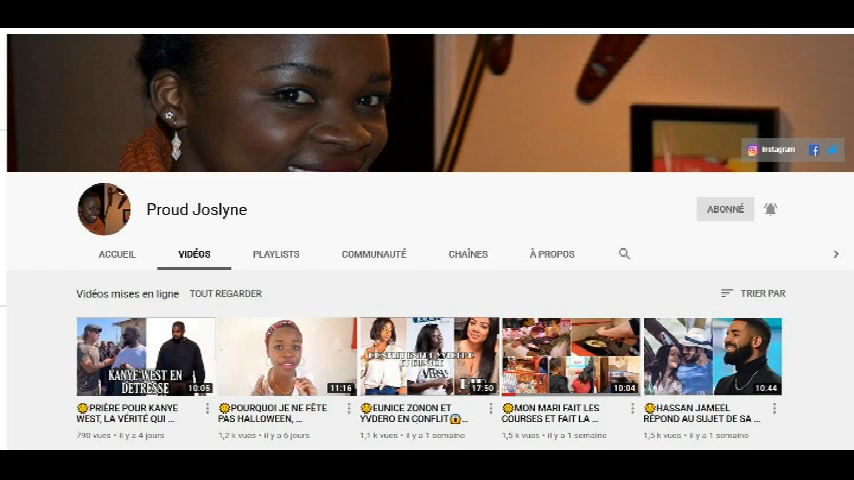 Instagram
Proud Joslyne
ABONNÉ
ACCUEIL VIDÉOS PLAYLISTS COMMUNAUTÉ CHAÎNES À PROPOS
Vidéos mises en ligne TOUT REGARDER TRIER PAR
KANYE WEST EN
DÉTRESSE
10:05
11:16
17:50
10:04
10:44
PRIÈRE POUR KANYE
WEST, LA VÉRITÉ QUI ...
790 vues • il y a 4 jours
POURQUOI JE NE FÊTE
PAS HALLOWEEN, ...
1,2 k vues • il y a 6 jours
EUNICE ZONON ET
YVDERO EN CONFLIT😱...
1,1 k vues • il y a 1 semaine
MON MARI FAIT LES
COURSES ET FAIT LA ...
1,5 k vues • il y a 1 semaine
HASSAN JAMEEL
RÉPOND AU SUJET DE SA ...
1,5 k vues • il y a 1 semaine